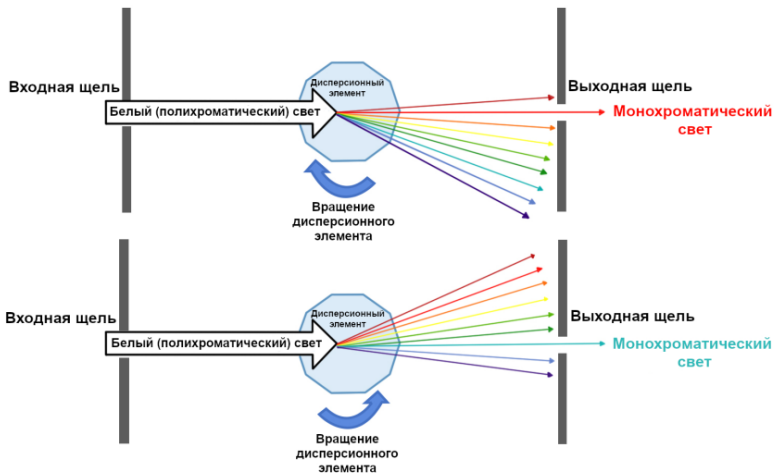 Дисперсионный
элемент
Входная щель
Выходная щель
Белый (полихроматический) свет
Монохроматический
свет
Вращение
дисперсионного
элемента
Дисперсионный
элемент
Входная щель
Выходная щель
Белый (полихроматический) свет
Монохроматический
свет
Вращение
дисперсионного
элемента